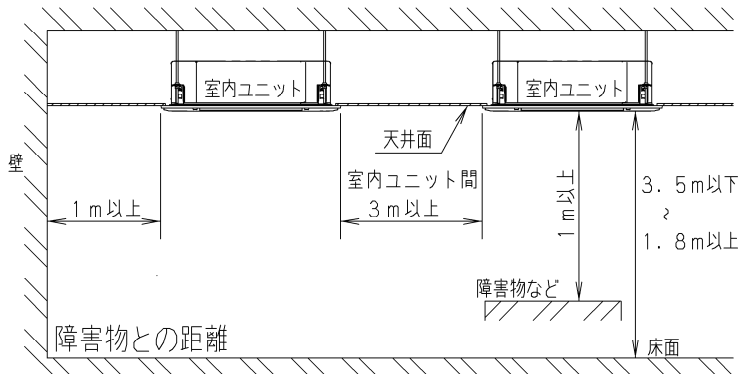 室内ユニット
室内ユニット
天井面
壁
室内ユニット間
1m以上
3m以上
1m以上
3.5m以下
~
1.8m以上
障害物など
障害物との距離
床面